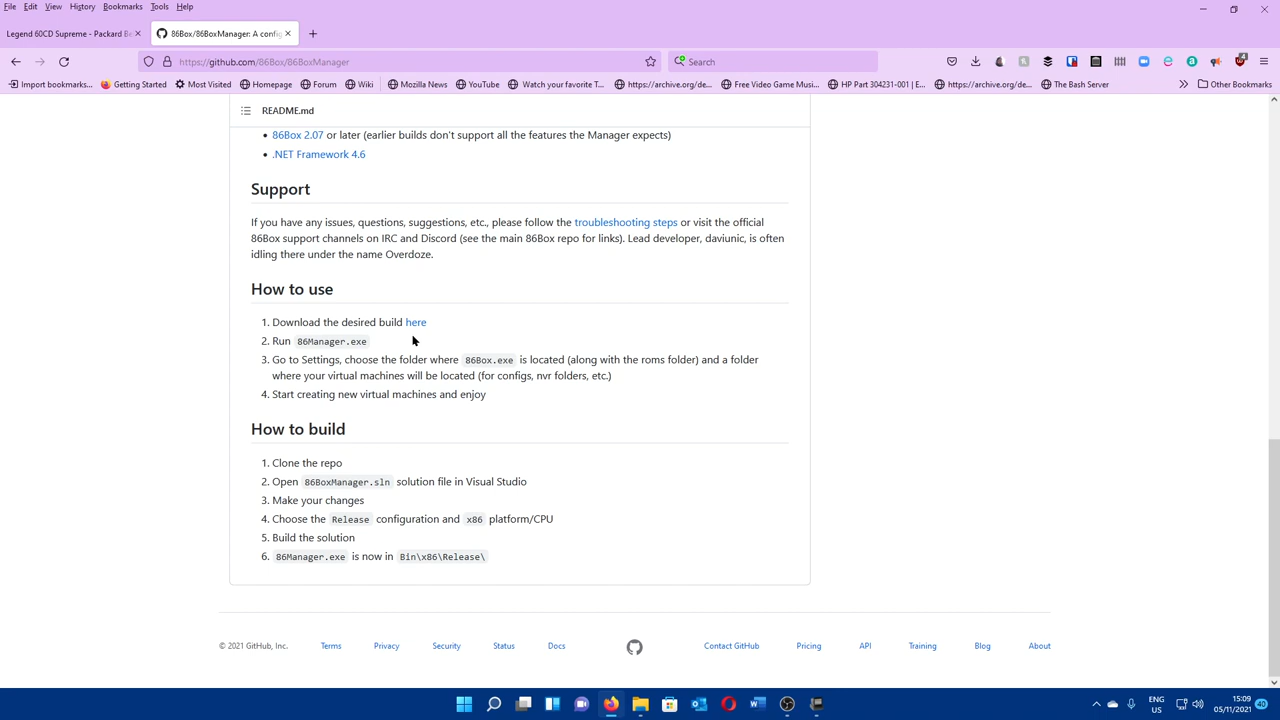 File Edit View History Bookmarks Tools Help
Legend 60CD Supreme - Packard Be
86Box/86BoxManager: A config
https://github.com/86Box/86BoxManager
Search
Import bookmarks... Getting Started Most Visited Homepage Forum Wiki Mozilla News YouTube Watch your favorite T... https://archive.org/de... Free Video Game Musi... HP Part 304231-001 | E... https://archive.org/de... The Bash Server Other Bookmarks
README.md
86Box 2.07 or later (earlier builds don't support all the features the Manager expects)
.NET Framework 4.6
Support
If you have any issues, questions, suggestions, etc., please follow the troubleshooting steps or visit the official
86Box support channels on IRC and Discord (see the main 86Box repo for links). Lead developer, daviunic, is often
idling there under the name Overdoze.
How to use
1. Download the desired build here
2. Run 86Manager.exe
3. Go to Settings, choose the folder where 86Box.exe is located (along with the roms folder) and a folder
where your virtual machines will be located (for configs, nvr folders, etc.)
4. Start creating new virtual machines and enjoy
How to build
1. Clone the repo
2. Open 86BoxManager.sln solution file in Visual Studio
3. Make your changes
4. Choose the Release configuration and x86 platform/CPU
5. Build the solution
6. 86Manager.exe is now in Bin\x86\Release\
© 2021 GitHub, Inc. Terms Privacy Security Status Docs Contact GitHub Pricing API Training Blog About
ENG
US
15:09
05/11/2021